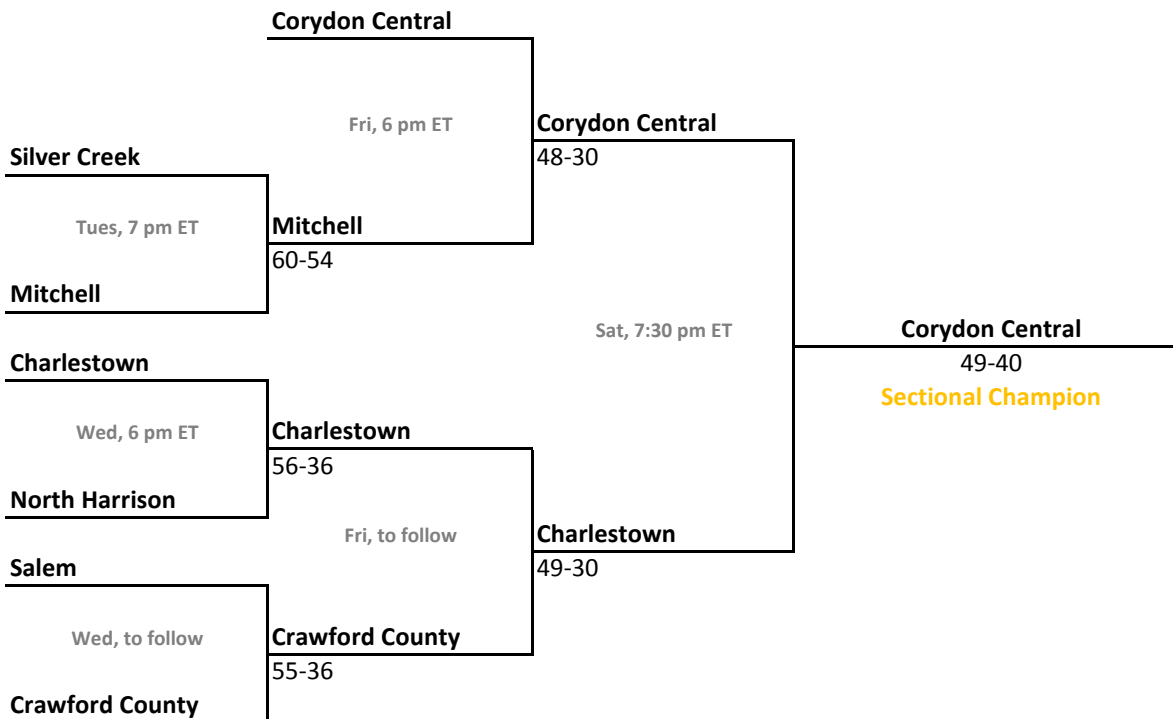 Corydon Central
Fri, 6 pm ET
Corydon Central
48-30
Silver Creek
Tues, 7 pm ET
Mitchell
60-54
Mitchell
Sat, 7:30 pm ET
Corydon Central
49-40
Sectional Champion
Charlestown
Wed, 6 pm ET
Charlestown
56-36
North Harrison
Fri, to follow
Charlestown
49-30
Salem
Wed, to follow
Crawford County
55-36
Crawford County